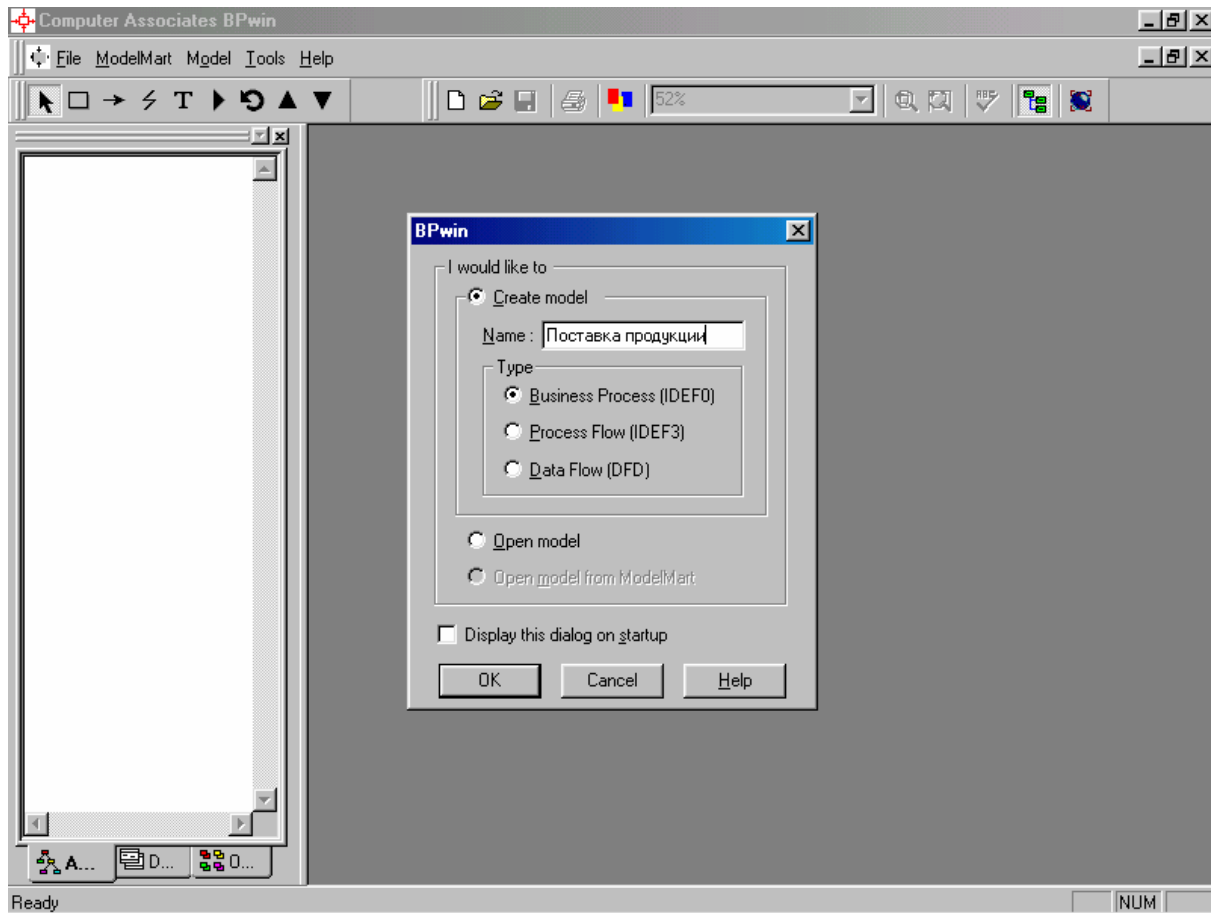 Computer Associates BPwin
File ModelMart Model Tools Help
T
52%
ABC
BPwin
I would like to
Create model
Name : Поставка продукции
Type
Business Process (IDEF0)
Process Flow (IDEF3)
Data Flow (DFD)
Open model
Open model from ModelMart
Display this dialog on startup
OK Cancel Help
A... D... O...
Ready NUM